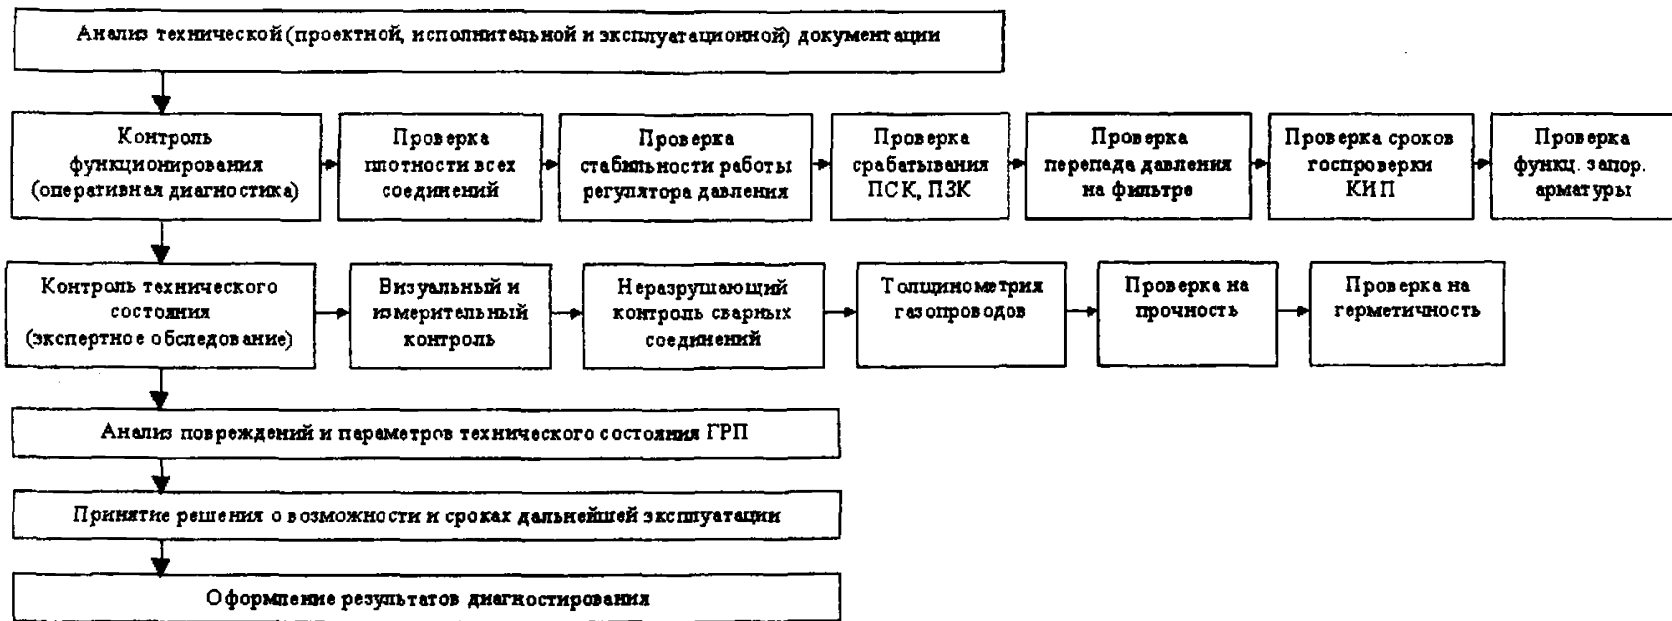 Анализ технической (проектной, исполнительной и эксплуатационной) документации
Контроль
функционирования
(оперативная диагностика)
Проверка
плотности всех
соединений
Проверка
стабильности работы
регулятора давления
Проверка
срабатывания
ПСК, ПЗК
Проверка
перепада давления
на фильтре
Проверка сроков
госпроверки
КИП
Проверка
функц. запор.
арматуры
Контроль технического
состояния
(экспертное обследование)
Визуальный и
измерительный
контроль
Неразрушающий
контроль сварных
соединений
Толщинометрия
газопроводов
Проверка на
прочность
Проверка на
герметичность
Анализ повреждений и параметров технического состояния ГРП
Принятие решения о возможности и сроках дальнейшей эксплуатации
Оформление результатов диагностирования